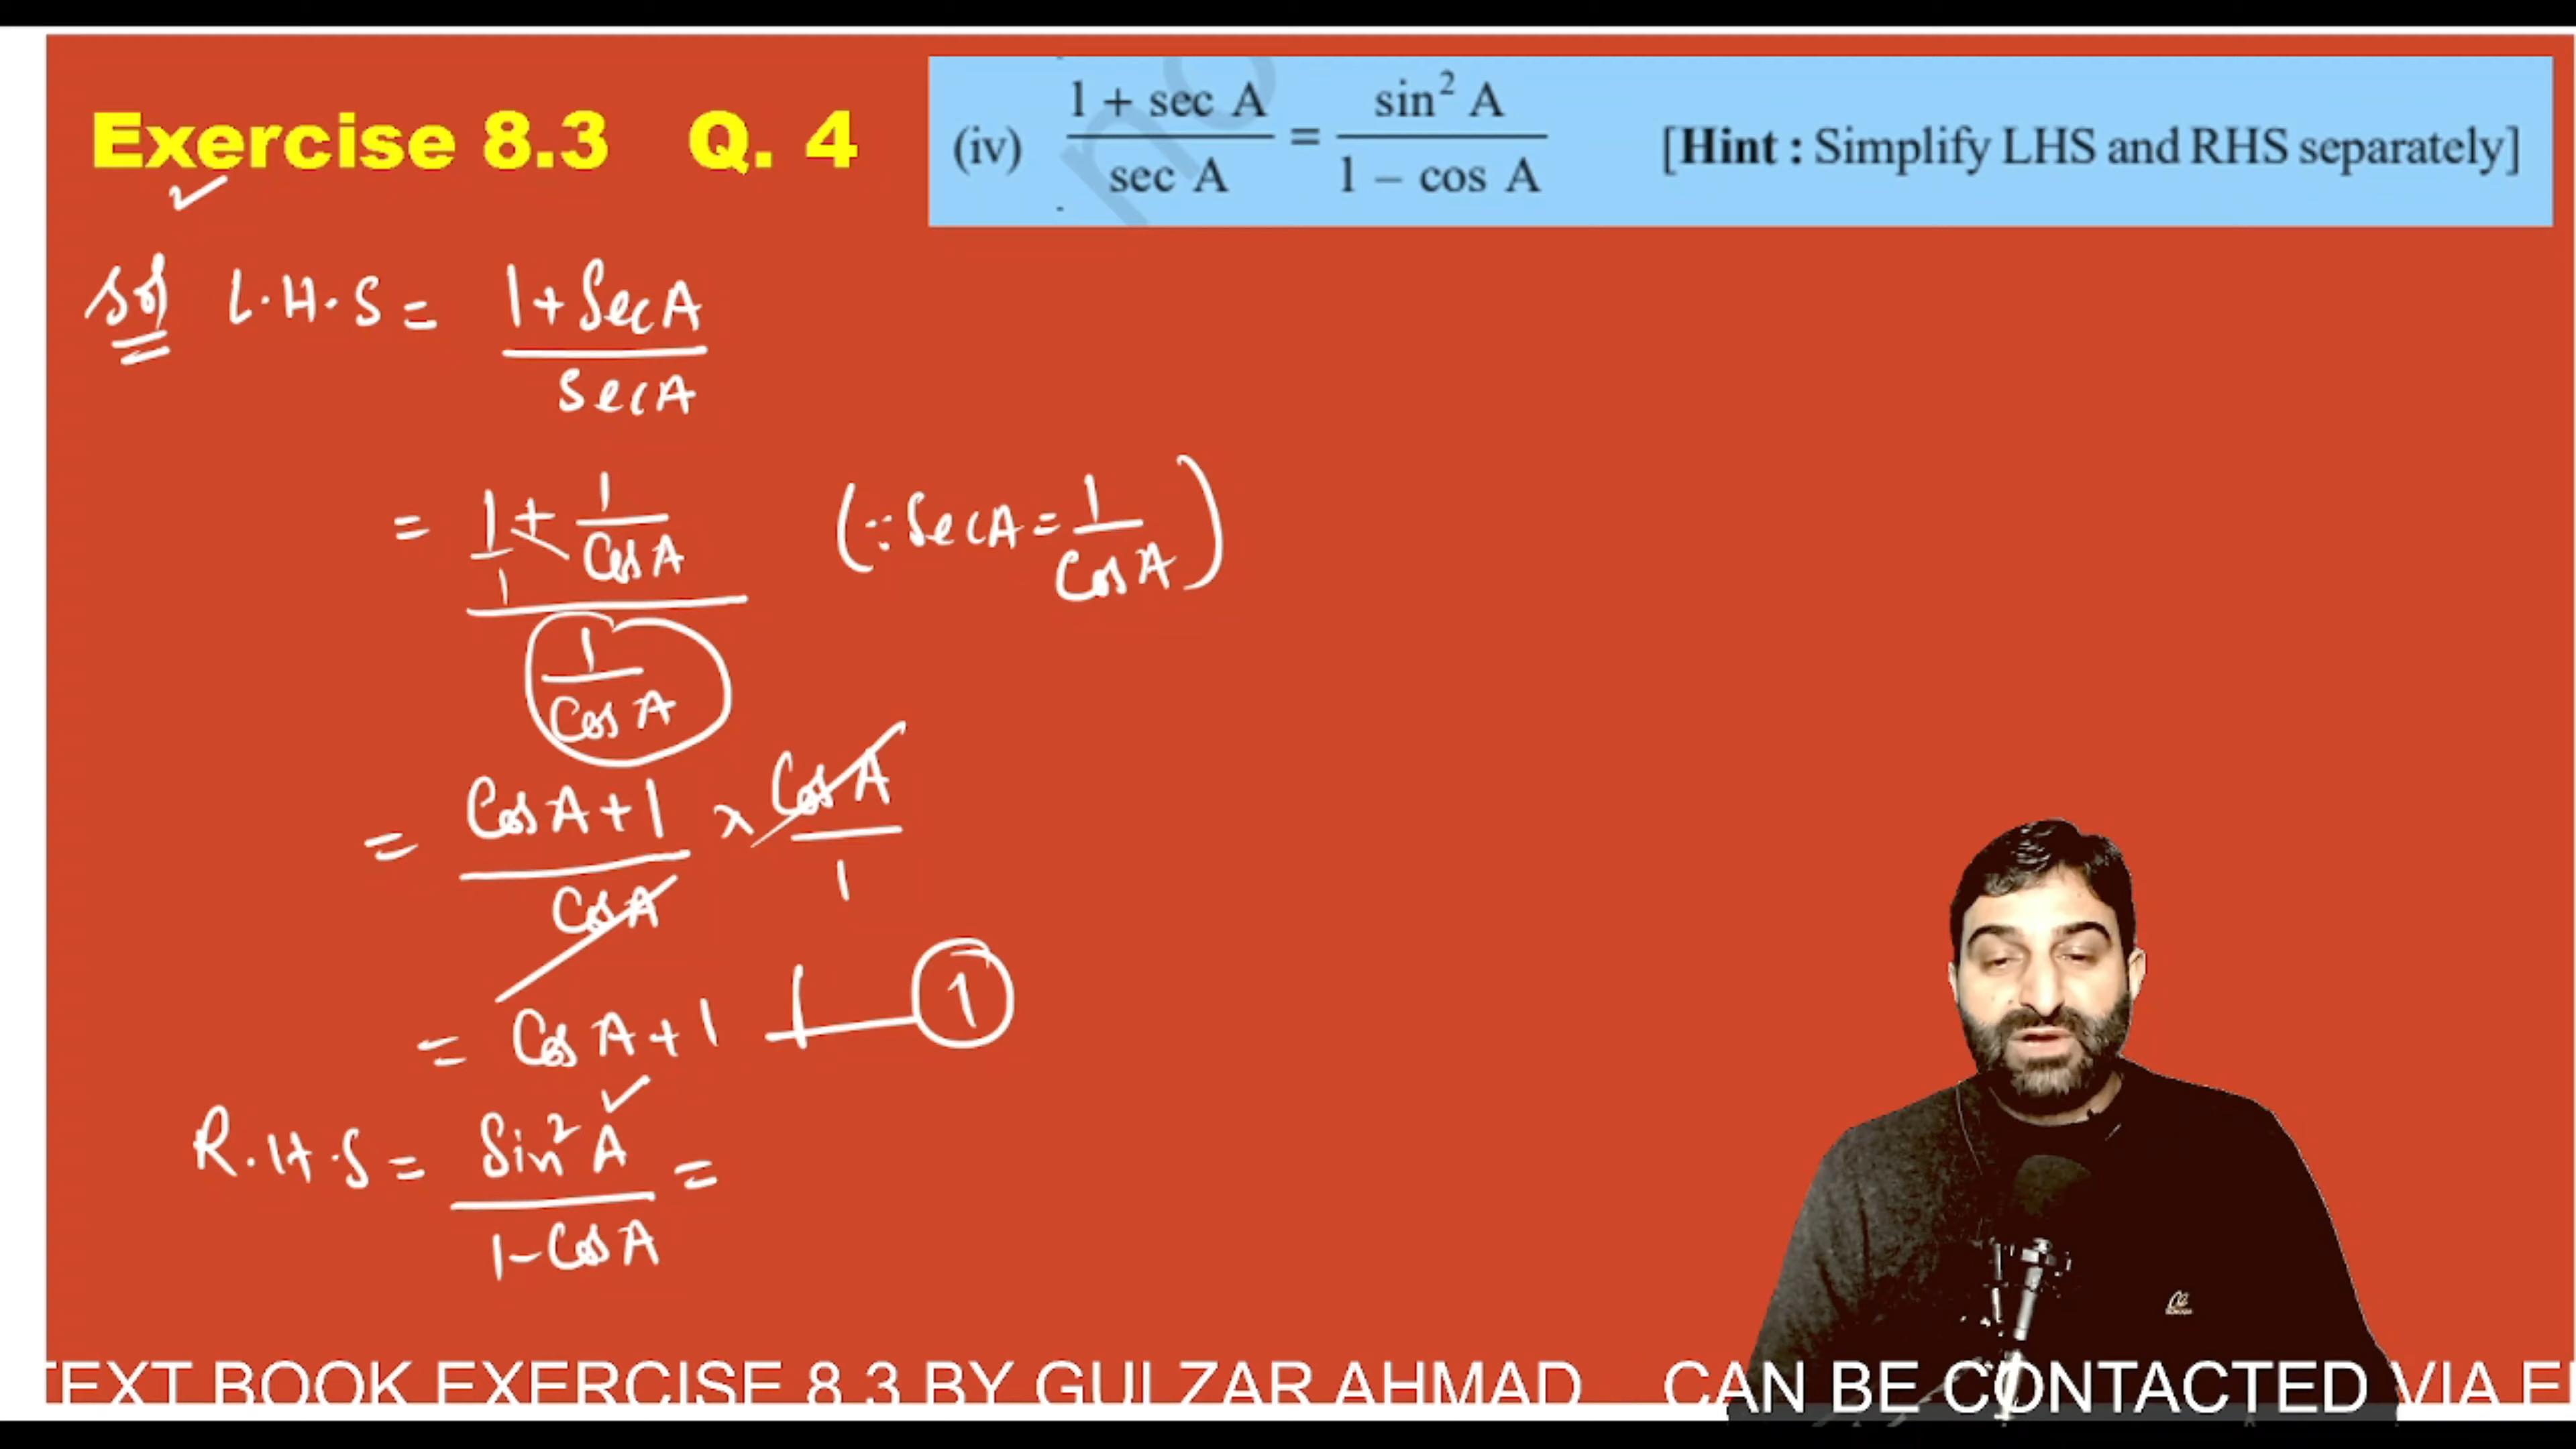 Exercise 8.3 Q. 4
(iv) 1 + sec A / sec A = sin² A / 1 – cos A [Hint : Simplify LHS and RHS separately]
Sol L.H.S = 1+SecA / SecA
= 1/1 + 1/CosA / 1/CosA (∵ SecA = 1/CosA)
= CosA+1 / CosA × CosA / 1
= CosA+1 — 1
R.H.S = Sin²A / 1-CosA =
TEXT BOOK EXERCISE 8.3 BY GULZAR AHMAD CAN BE CONTACTED VIA E